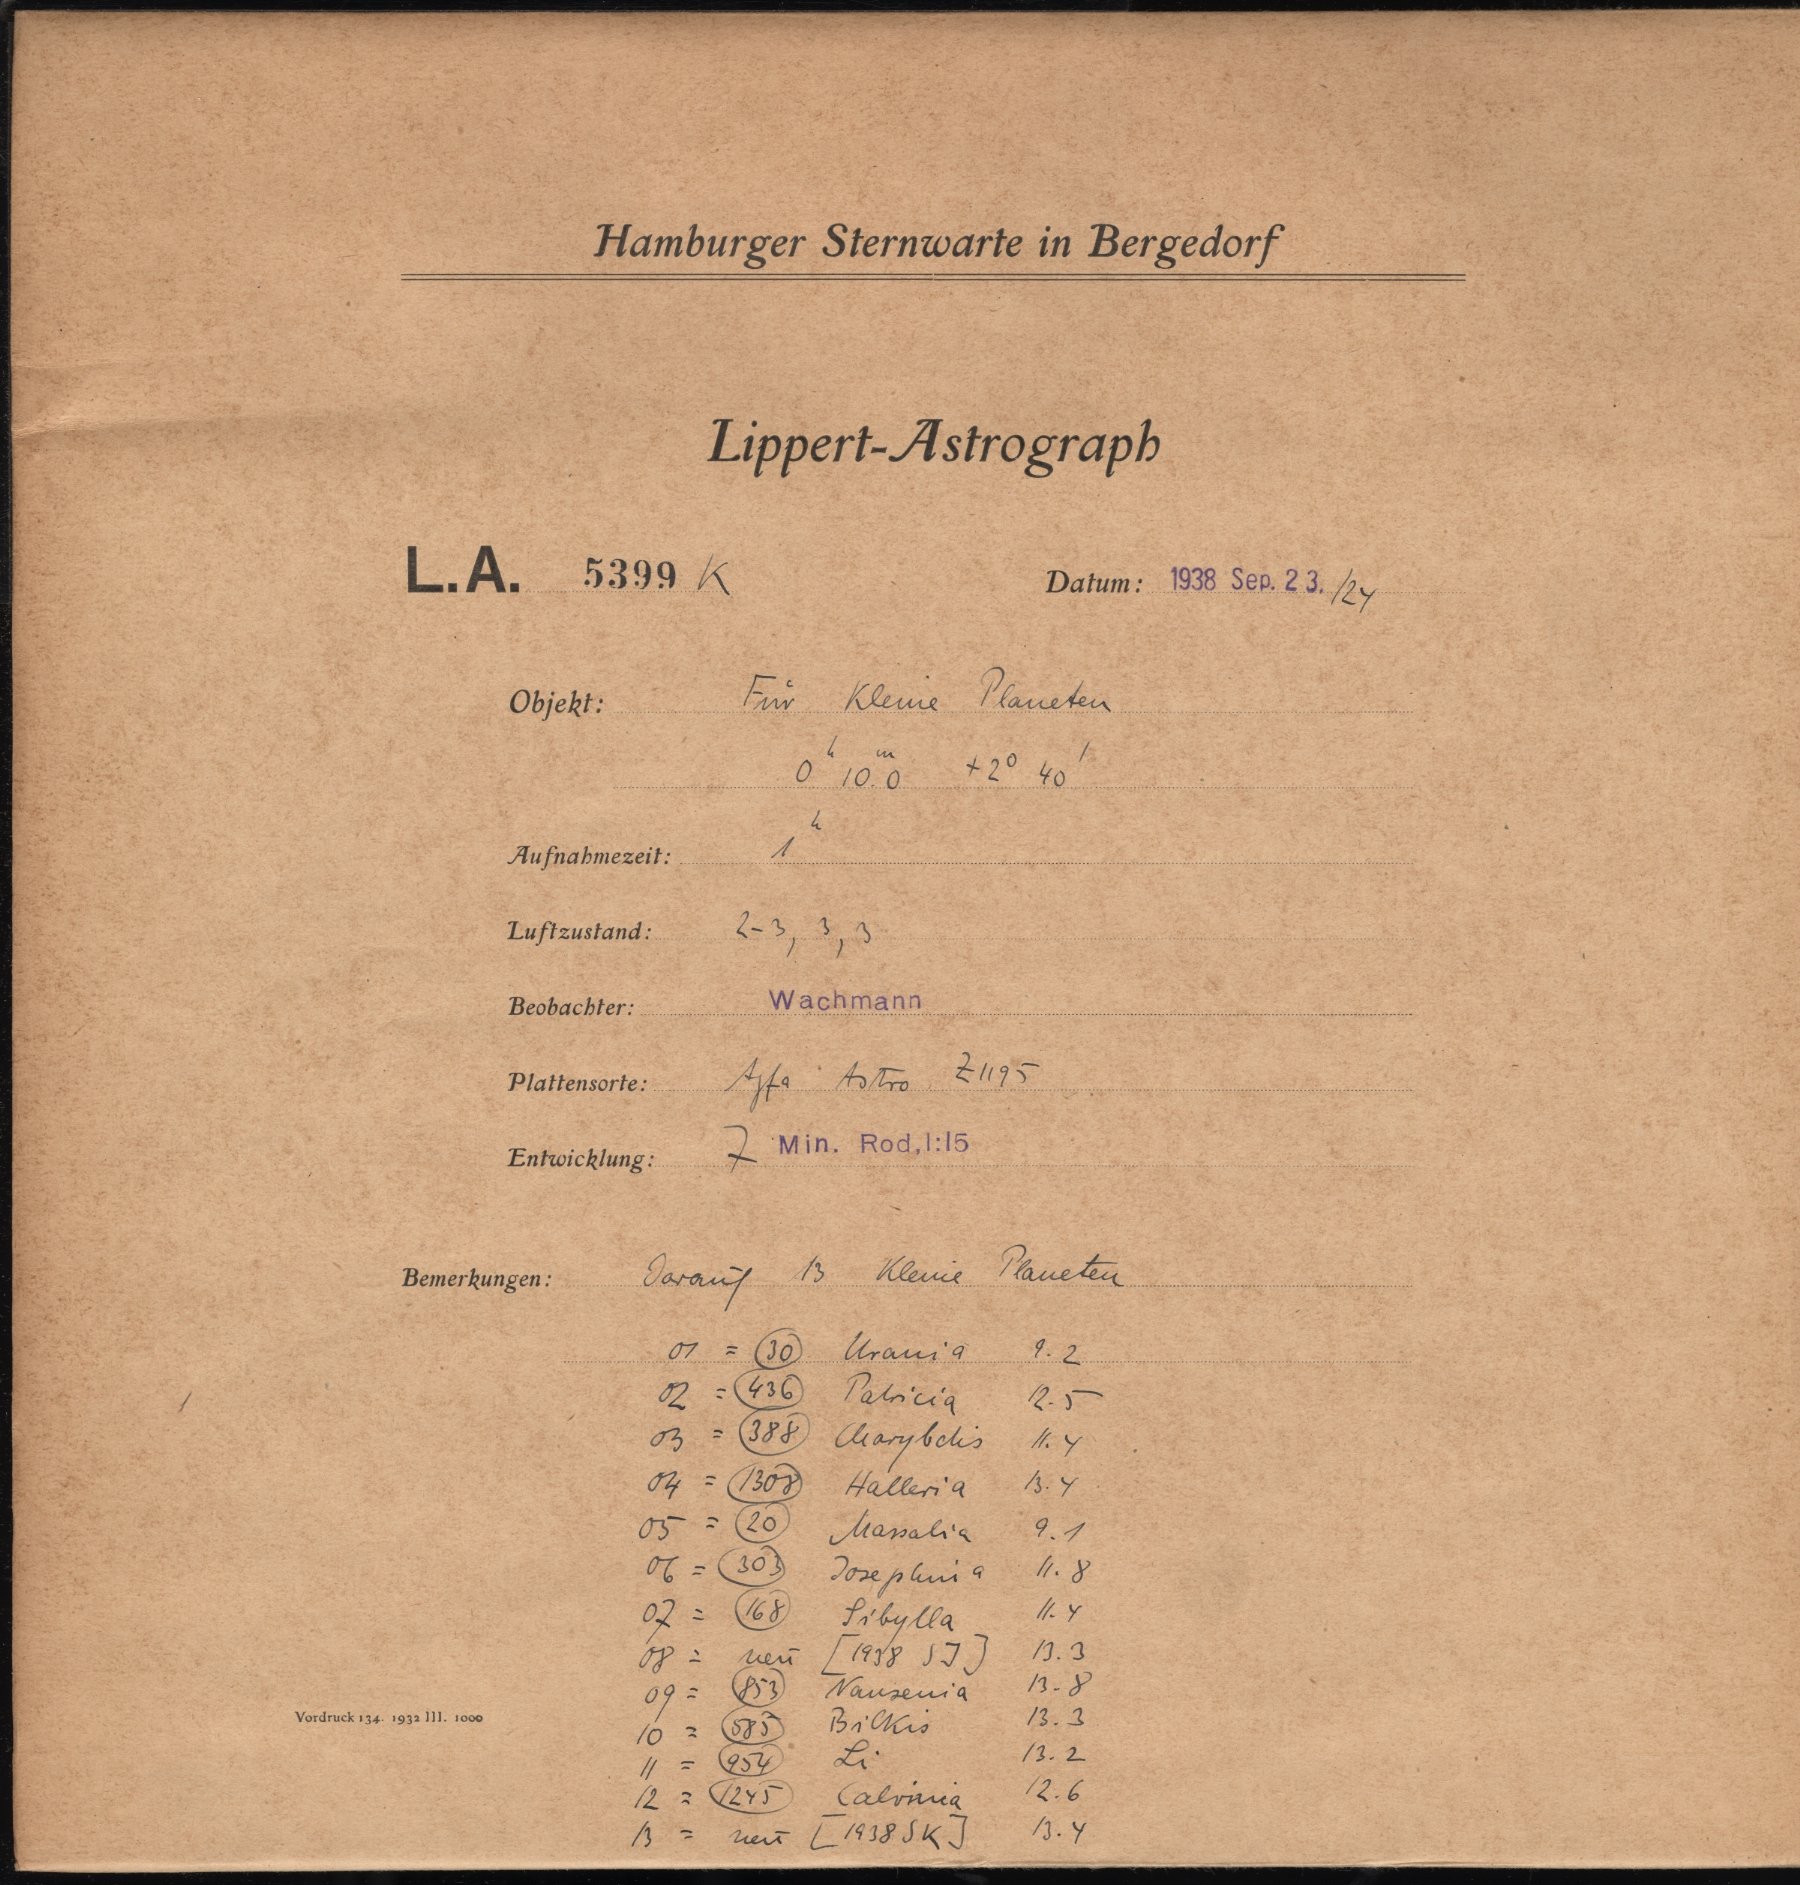 Hamburger Sternwarte in Bergedorf
Lippert-Astrograph
L.A. 5399 K Datum: 1938 Sep. 23./24
Objekt: Für Kleine Planeten
0ʰ 10ᵐ.0 +2° 40'
Aufnahmezeit: 1ʰ
Luftzustand: 2-3, 3, 3
Beobachter: Wachmann
Plattensorte: Agfa Astro Z1195
Entwicklung: 7 Min. Rod, 1:15
Bemerkungen: Darauf 13 Kleine Planeten
01 = 30 Urania 9.2
02 = 436 Patricia 12.5
03 = 388 Charybdis 11.4
04 = 1308 Halleria 13.4
05 = 20 Massalia 9.1
06 = 303 Josephina 11.8
07 = 168 Sibylla 11.4
08 = neu [1938 SJ] 13.3
09 = 853 Nansenia 13.8
10 = 585 Bilkis 13.3
11 = 954 Li 13.2
12 = 1245 Calvinia 12.6
13 = neu [1938 SK] 13.4
Vordruck 134. 1932 III. 1000